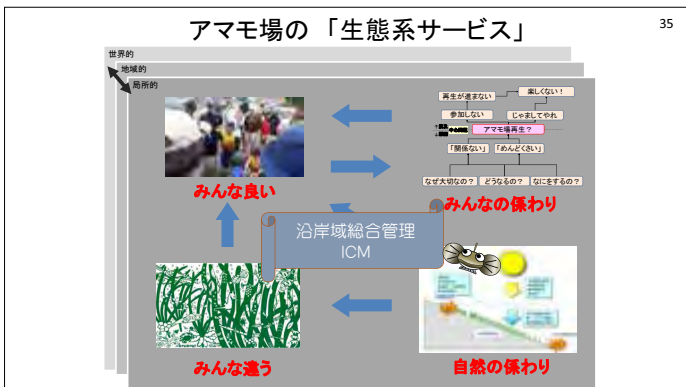 アマモ場の 「生態系サービス」
35
世界的
地域的
局所的
再生が進まない
楽しくない！
参加しない
じゃましてやれ
アマモ場再生？
「関係ない」
「めんどくさい」
なぜ大切なの？
どうなるの？
なにをするの？
みんな良い
みんなの係わり
沿岸域総合管理
ICM
みんな違う
自然の係わり